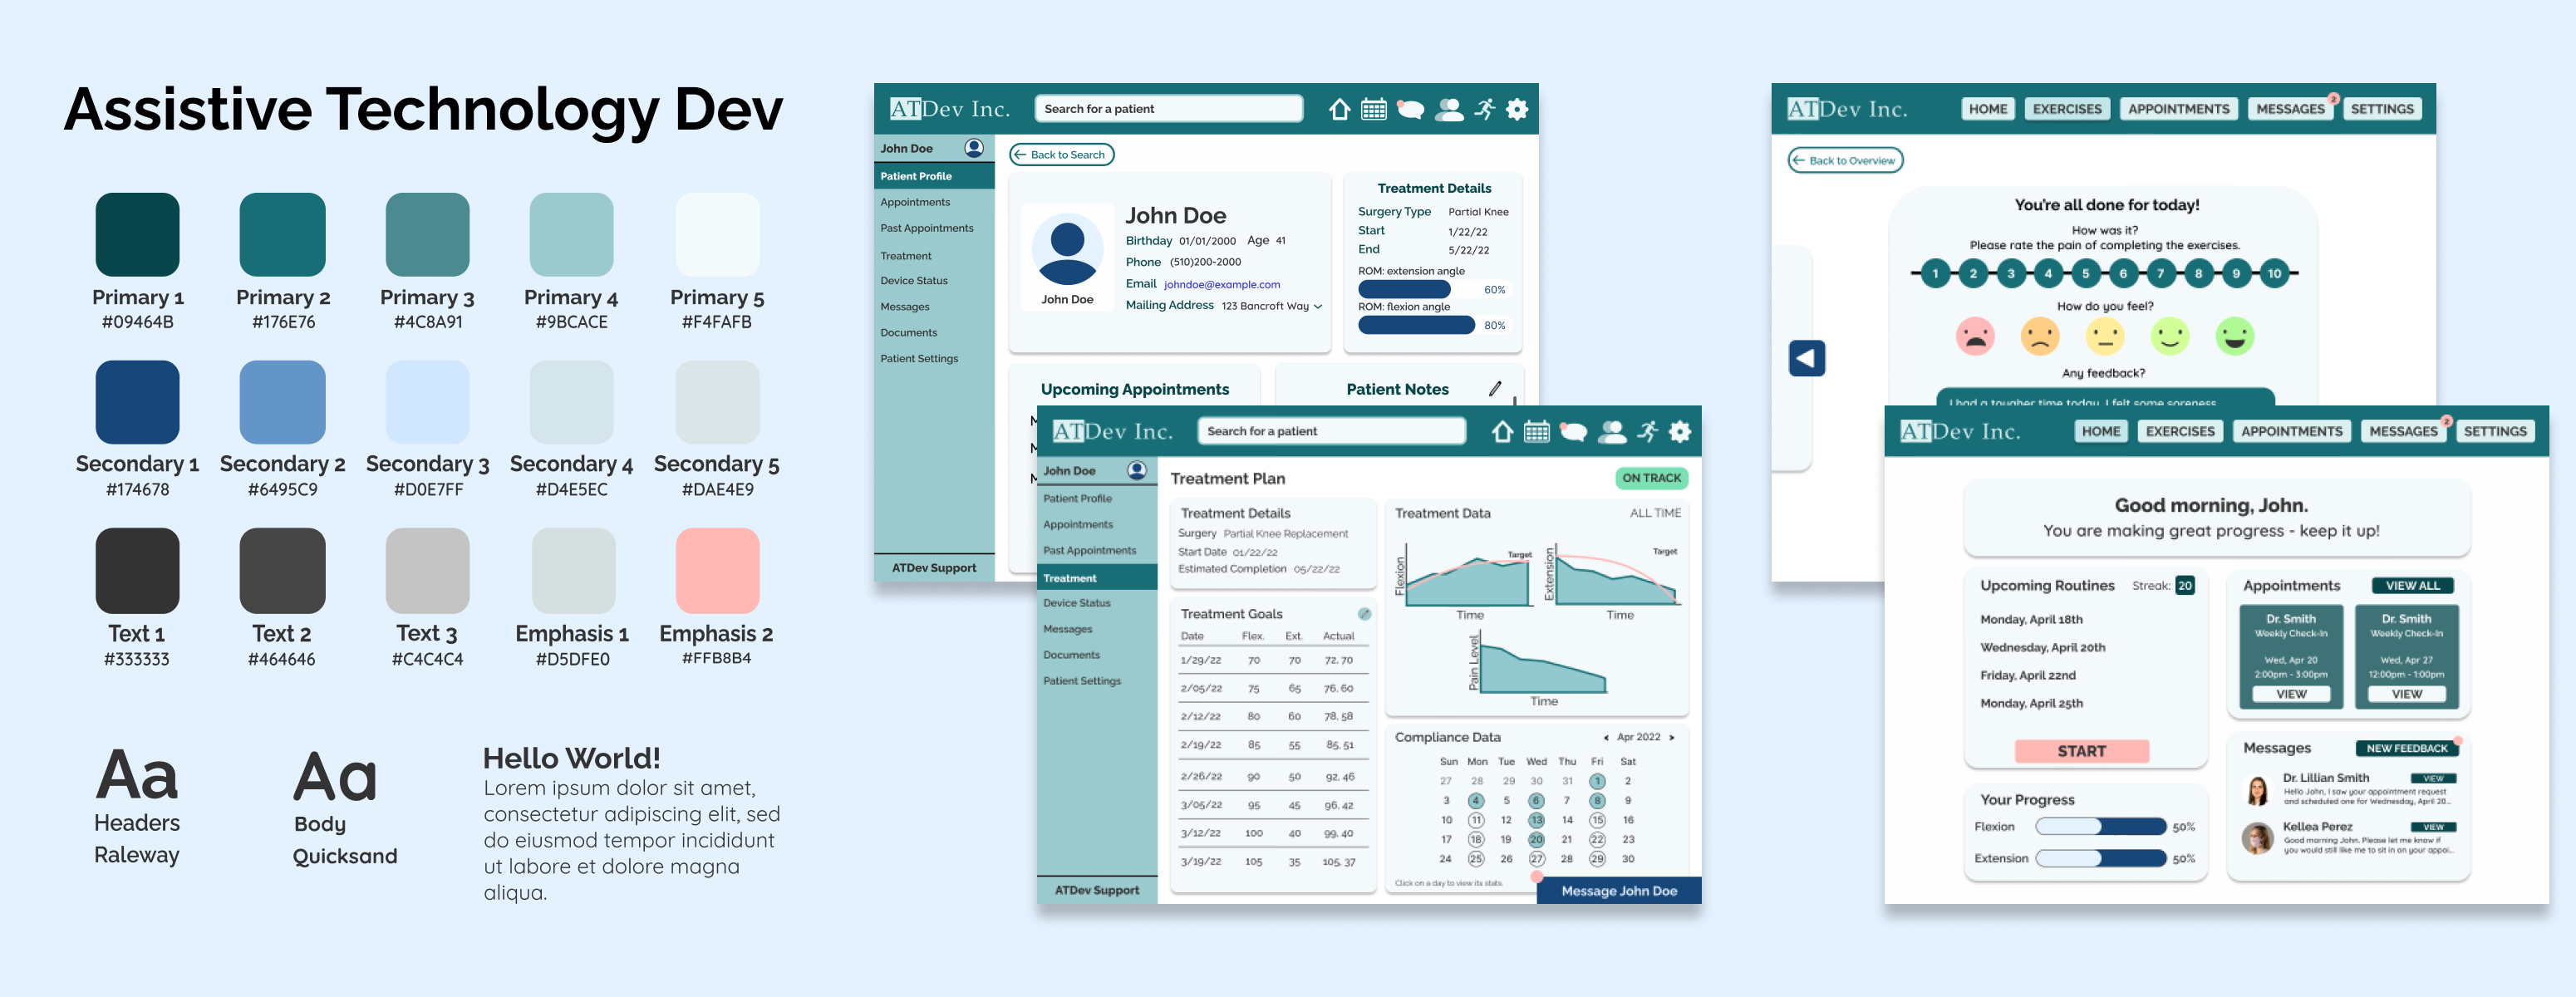 Assistive Technology Dev
Primary 1 Primary 2 Primary 3 Primary 4 Primary 5
#09464B #176E76 #4C8A91 #9BCACE #F4FAFB
Secondary 1 Secondary 2 Secondary 3 Secondary 4 Secondary 5
#174678 #6495C9 #D0E7FF #D4E5EC #DAE4E9
Text 1 Text 2 Text 3 Emphasis 1 Emphasis 2
#333333 #464646 #C4C4C4 #D5DFE0 #FFB8B4
Aa
Headers
Raleway
Aa
Body
Quicksand
Hello World!
Lorem ipsum dolor sit amet,
consectetur adipiscing elit, sed
do eiusmod tempor incididunt
ut labore et dolore magna
aliqua.
ATDev Inc.
Search for a patient
John Doe
Patient Profile
Appointments
Past Appointments
Treatment
Device Status
Messages
Documents
Patient Settings
ATDev Support
← Back to Search
John Doe
John Doe
Birthday 01/01/2000 Age 41
Phone (510)200-2000
Email johndoe@example.com
Mailing Address 123 Bancroft Way
Treatment Details
Surgery Type Partial Knee
Start 1/22/22
End 5/22/22
ROM: extension angle
60%
ROM: flexion angle
80%
Upcoming Appointments
M
M
M
Patient Notes
ATDev Inc.
Search for a patient
John Doe
Patient Profile
Appointments
Past Appointments
Treatment
Device Status
Messages
Documents
Patient Settings
ATDev Support
Treatment Plan
ON TRACK
Treatment Details
Surgery Partial Knee Replacement
Start Date 01/22/22
Estimated Completion 05/22/22
Treatment Goals
Date Flex. Ext. Actual
1/29/22 70 70 72, 70
2/05/22 75 65 76, 60
2/12/22 80 60 78, 58
2/19/22 85 55 85, 51
2/26/22 90 50 92, 46
3/05/22 95 45 96, 42
3/12/22 100 40 99, 40
3/19/22 105 35 105, 37
Treatment Data ALL TIME
Flexion
Target
Time
Extension
Target
Time
Pain Level
Time
Compliance Data
Apr 2022
Sun Mon Tue Wed Thu Fri Sat
27 28 29 30 31 1 2
3 4 5 6 7 8 9
10 11 12 13 14 15 16
17 18 19 20 21 22 23
24 25 26 27 28 29 30
Click on a day to view its stats.
Message John Doe
ATDev Inc.
HOME EXERCISES APPOINTMENTS MESSAGES 2 SETTINGS
← Back to Overview
You're all done for today!
How was it?
Please rate the pain of completing the exercises.
1 2 3 4 5 6 7 8 9 10
How do you feel?
Any feedback?
I had a tougher time today. I felt some soreness
ATDev Inc.
HOME EXERCISES APPOINTMENTS MESSAGES 2 SETTINGS
Good morning, John.
You are making great progress - keep it up!
Upcoming Routines Streak: 20
Monday, April 18th
Wednesday, April 20th
Friday, April 22nd
Monday, April 25th
START
Your Progress
Flexion 50%
Extension 50%
Appointments VIEW ALL
Dr. Smith
Weekly Check-In
Wed, Apr 20
2:00pm - 3:00pm
VIEW
Dr. Smith
Weekly Check-In
Wed, Apr 27
12:00pm - 1:00pm
VIEW
Messages NEW FEEDBACK
Dr. Lillian Smith VIEW
Hello John, I saw your appointment request
and scheduled one for Wednesday, April 20...
Kellea Perez VIEW
Good morning John. Please let me know if
you would still like me to sit in on your appoi...